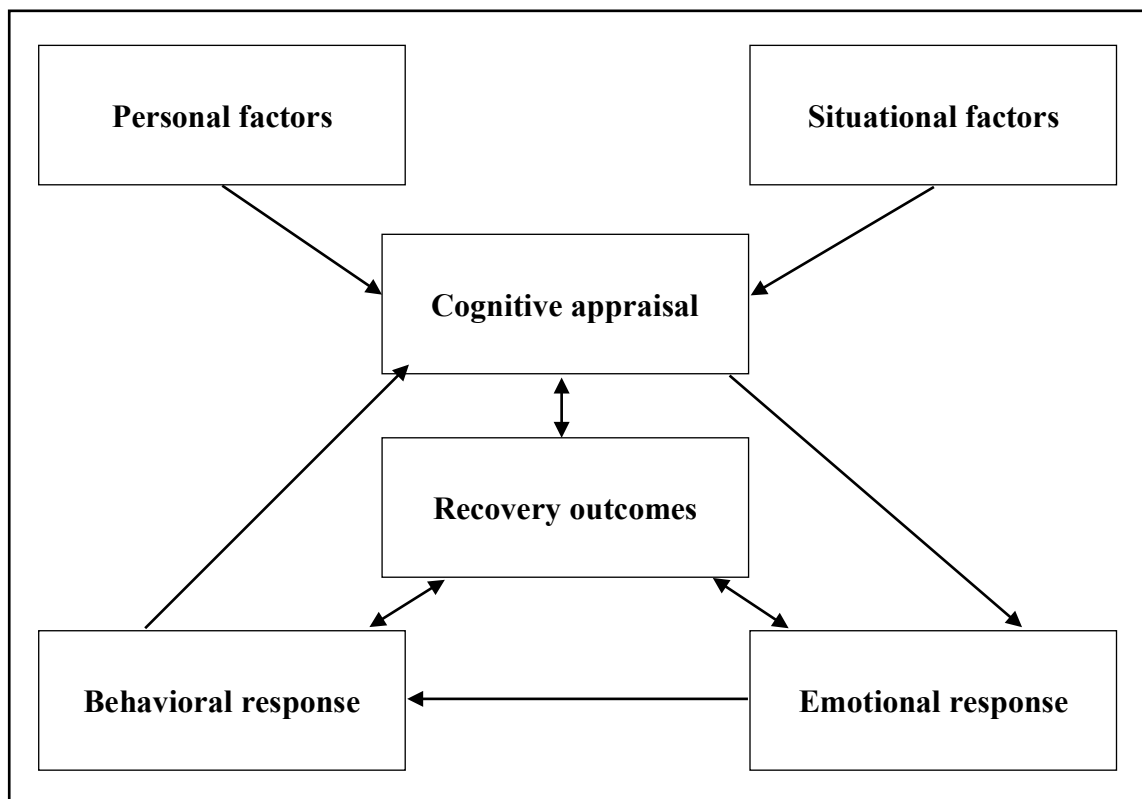 Personal factors
Situational factors
Cognitive appraisal
Recovery outcomes
Behavioral response
Emotional response